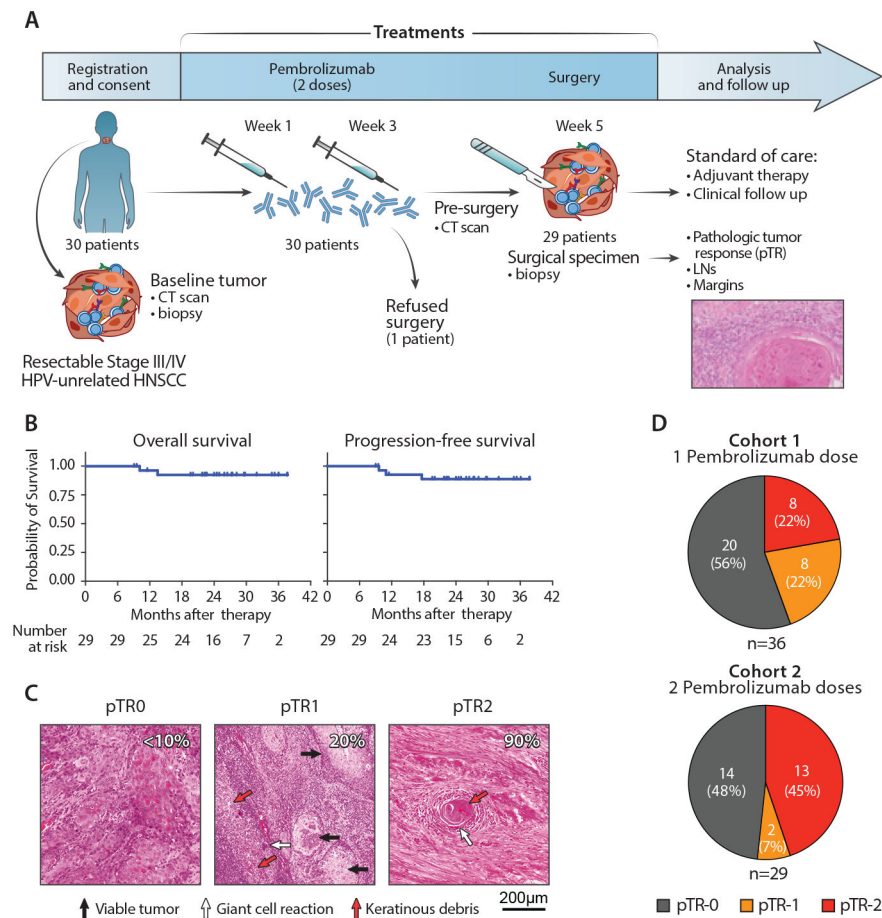 A
Treatments
Registration
and consent
Pembrolizumab
(2 doses)
Surgery
Analysis
and follow up
Week 1
Week 3
Week 5
30 patients
30 patients
Pre-surgery
• CT scan
29 patients
Surgical specimen
• biopsy
Standard of care:
• Adjuvant therapy
• Clinical follow up
• Pathologic tumor
response (pTR)
• LNs
• Margins
Baseline tumor
• CT scan
• biopsy
Refused
surgery
(1 patient)
Resectable Stage III/IV
HPV-unrelated HNSCC
B
Overall survival
Progression-free survival
Probability of Survival
1.00
0.75
0.50
0.25
0.00
0 6 12 18 24 30 36 42
0 6 12 18 24 30 36 42
Months after therapy
Months after therapy
Number
at risk
29 29 25 24 16 7 2
29 29 24 23 15 6 2
C
pTR0
pTR1
pTR2
<10%
20%
90%
Viable tumor
Giant cell reaction
Keratinous debris
200μm
D
Cohort 1
1 Pembrolizumab dose
8
(22%)
20
(56%)
8
(22%)
n=36
Cohort 2
2 Pembrolizumab doses
14
(48%)
13
(45%)
2
(7%)
n=29
pTR-0
pTR-1
pTR-2